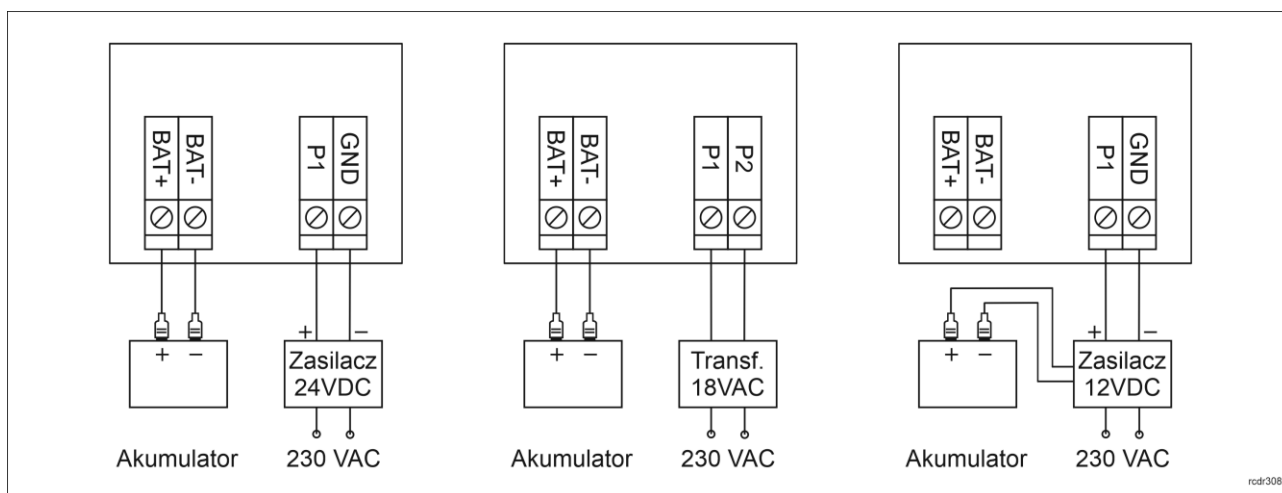 BAT+
BAT-
P1
GND
BAT+
BAT-
P1
P2
BAT+
BAT-
P1
GND
+ - + -
Zasilacz
24VDC
Akumulator 230 VAC
+ -
Transf.
18VAC
Akumulator 230 VAC
+ - + -
Zasilacz
12VDC
Akumulator 230 VAC
rcdr308